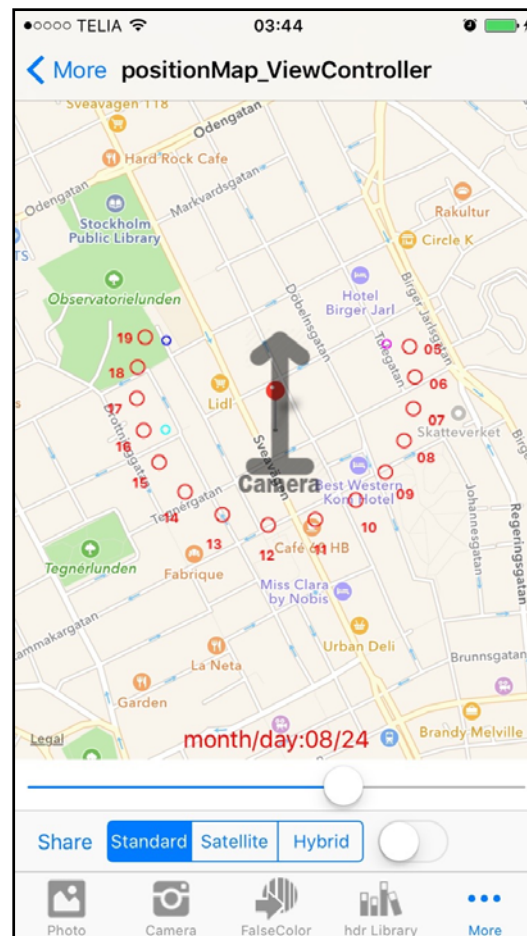 ●○○○○ TELIA 03:44
More positionMap_ViewController
Sveavägen 118
Odengatan
Hard Rock Cafe
Odengatan
Markvardsgatan
Stockholm
Public Library
Rakultur
Circle K
Observatorielunden
Döbelnsgatan
Hotel
Birger Jarl
Birger Jarlsgatan
Tulegatan
19
05
18
06
17
Lidl
07
Skatteverket
16
Drottninggatan
Sveavägen
08
15
Camera
Best Western
Kom Hotel
09
14
Tegnérgatan
10
Johannesgatan
Regeringsgatan
13
12
11
Café 60 HB
Tegnérlunden
Fabrique
Miss Clara
by Nobis
Kammakargatan
Urban Deli
La Neta
Brunnsgatan
Garden
Legal
month/day:08/24
Brandy Melville
Share Standard Satellite Hybrid
Photo Camera FalseColor hdr Library More